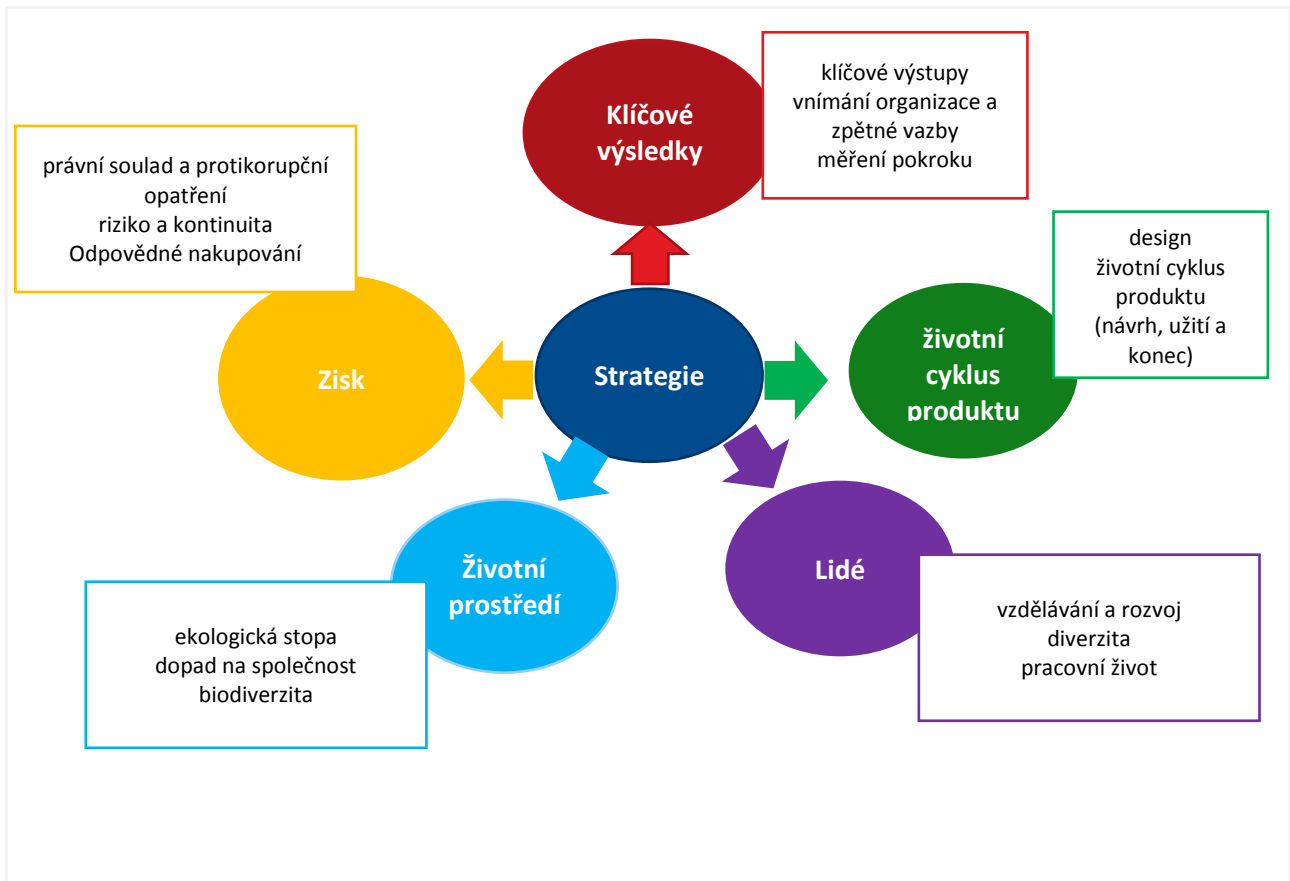 Klíčové
výsledky
klíčové výstupy
vnímání organizace a
zpětné vazby
měření pokroku
právní soulad a protikorupční
opatření
riziko a kontinuita
Odpovědné nakupování
Zisk
Strategie
životní
cyklus
produktu
design
životní cyklus
produktu
(návrh, užití a
konec)
Životní
prostředí
ekologická stopa
dopad na společnost
biodiverzita
Lidé
vzdělávání a rozvoj
diverzita
pracovní život